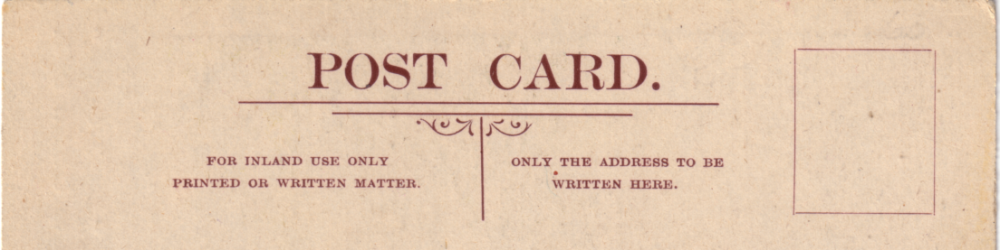 POST CARD.
FOR INLAND USE ONLY
PRINTED OR WRITTEN MATTER.
ONLY THE ADDRESS TO BE
WRITTEN HERE.